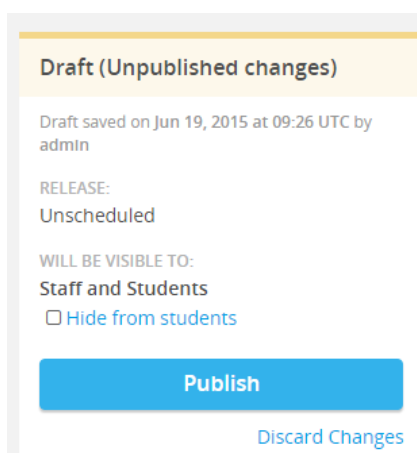 Draft (Unpublished changes)
Draft saved on Jun 19, 2015 at 09:26 UTC by
admin
RELEASE:
Unscheduled
WILL BE VISIBLE TO:
Staff and Students
Hide from students
Publish
Discard Changes